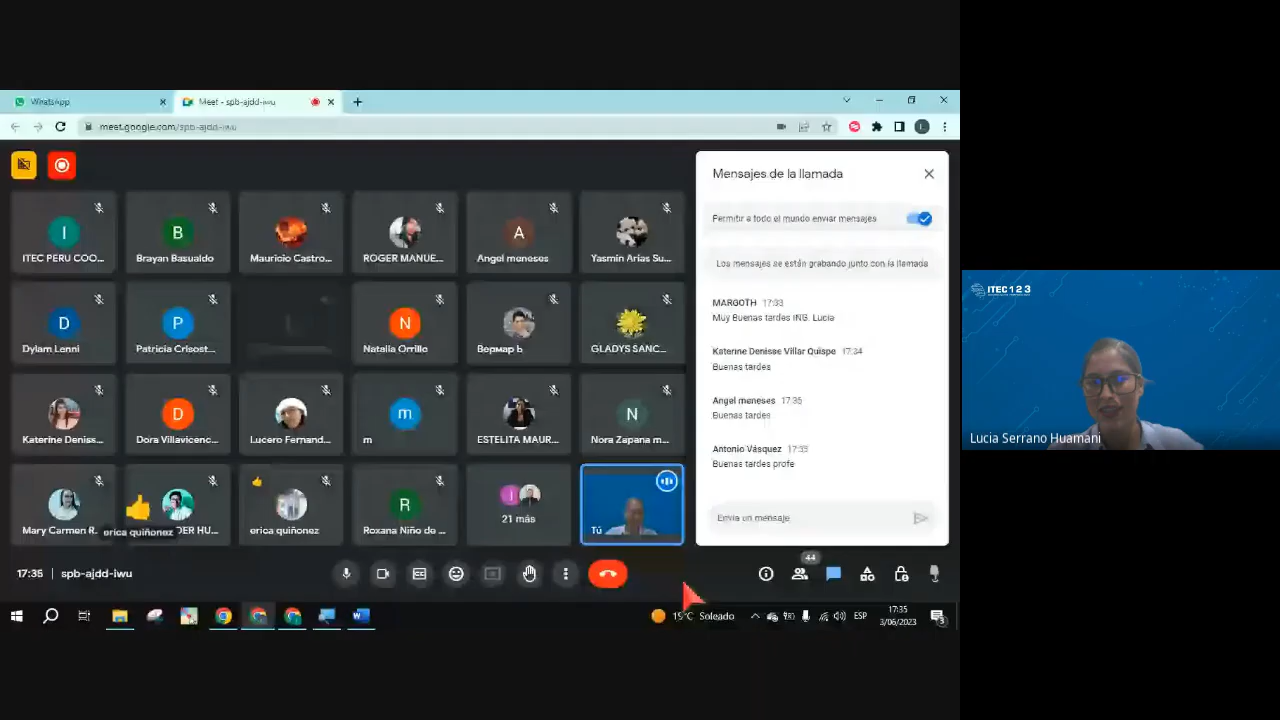 WhatsApp
Meet - spb-ajdd-iwu
meet.google.com/spb-ajdd-iwu
Mensajes de la llamada
Permitir a todo el mundo enviar mensajes
Los mensajes se están grabando junto con la llamada
MARGOTH 17:33
Muy Buenas tardes ING. Lucia
Katerine Denisse Villar Quispe 17:34
Buenas tardes
Angel meneses 17:35
Buenas tardes
Antonio Vásquez 17:35
Buenas tardes profe
Envía un mensaje
I
ITEC PERU COO...
B
Brayan Basualdo
Mauricio Castro...
ROGER MANUE...
A
Angel meneses
Yasmin Arias Su...
D
Dylam Lanni
P
Patricia Crisost...
N
Natalia Orrillo
Вермар Ь
GLADYS SANC...
Katerine Deniss...
D
Dora Villavicenc...
Lucero Fernand...
m
m
ESTELITA MAUR...
N
Nora Zapana m...
Mary Carmen R...
DER HU...
erica quiñonez
erica quiñonez
R
Roxana Niño de ...
I
21 más
Tú
17:35 | spb-ajdd-iwu
44
15°C Soleado
ESP
17:35
3/06/2023
3
ITEC 1 2 3
Lucia Serrano Huamani